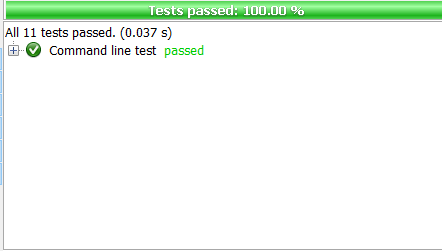 Tests passed: 100.00 %
All 11 tests passed. (0.037 s)
Command line test passed